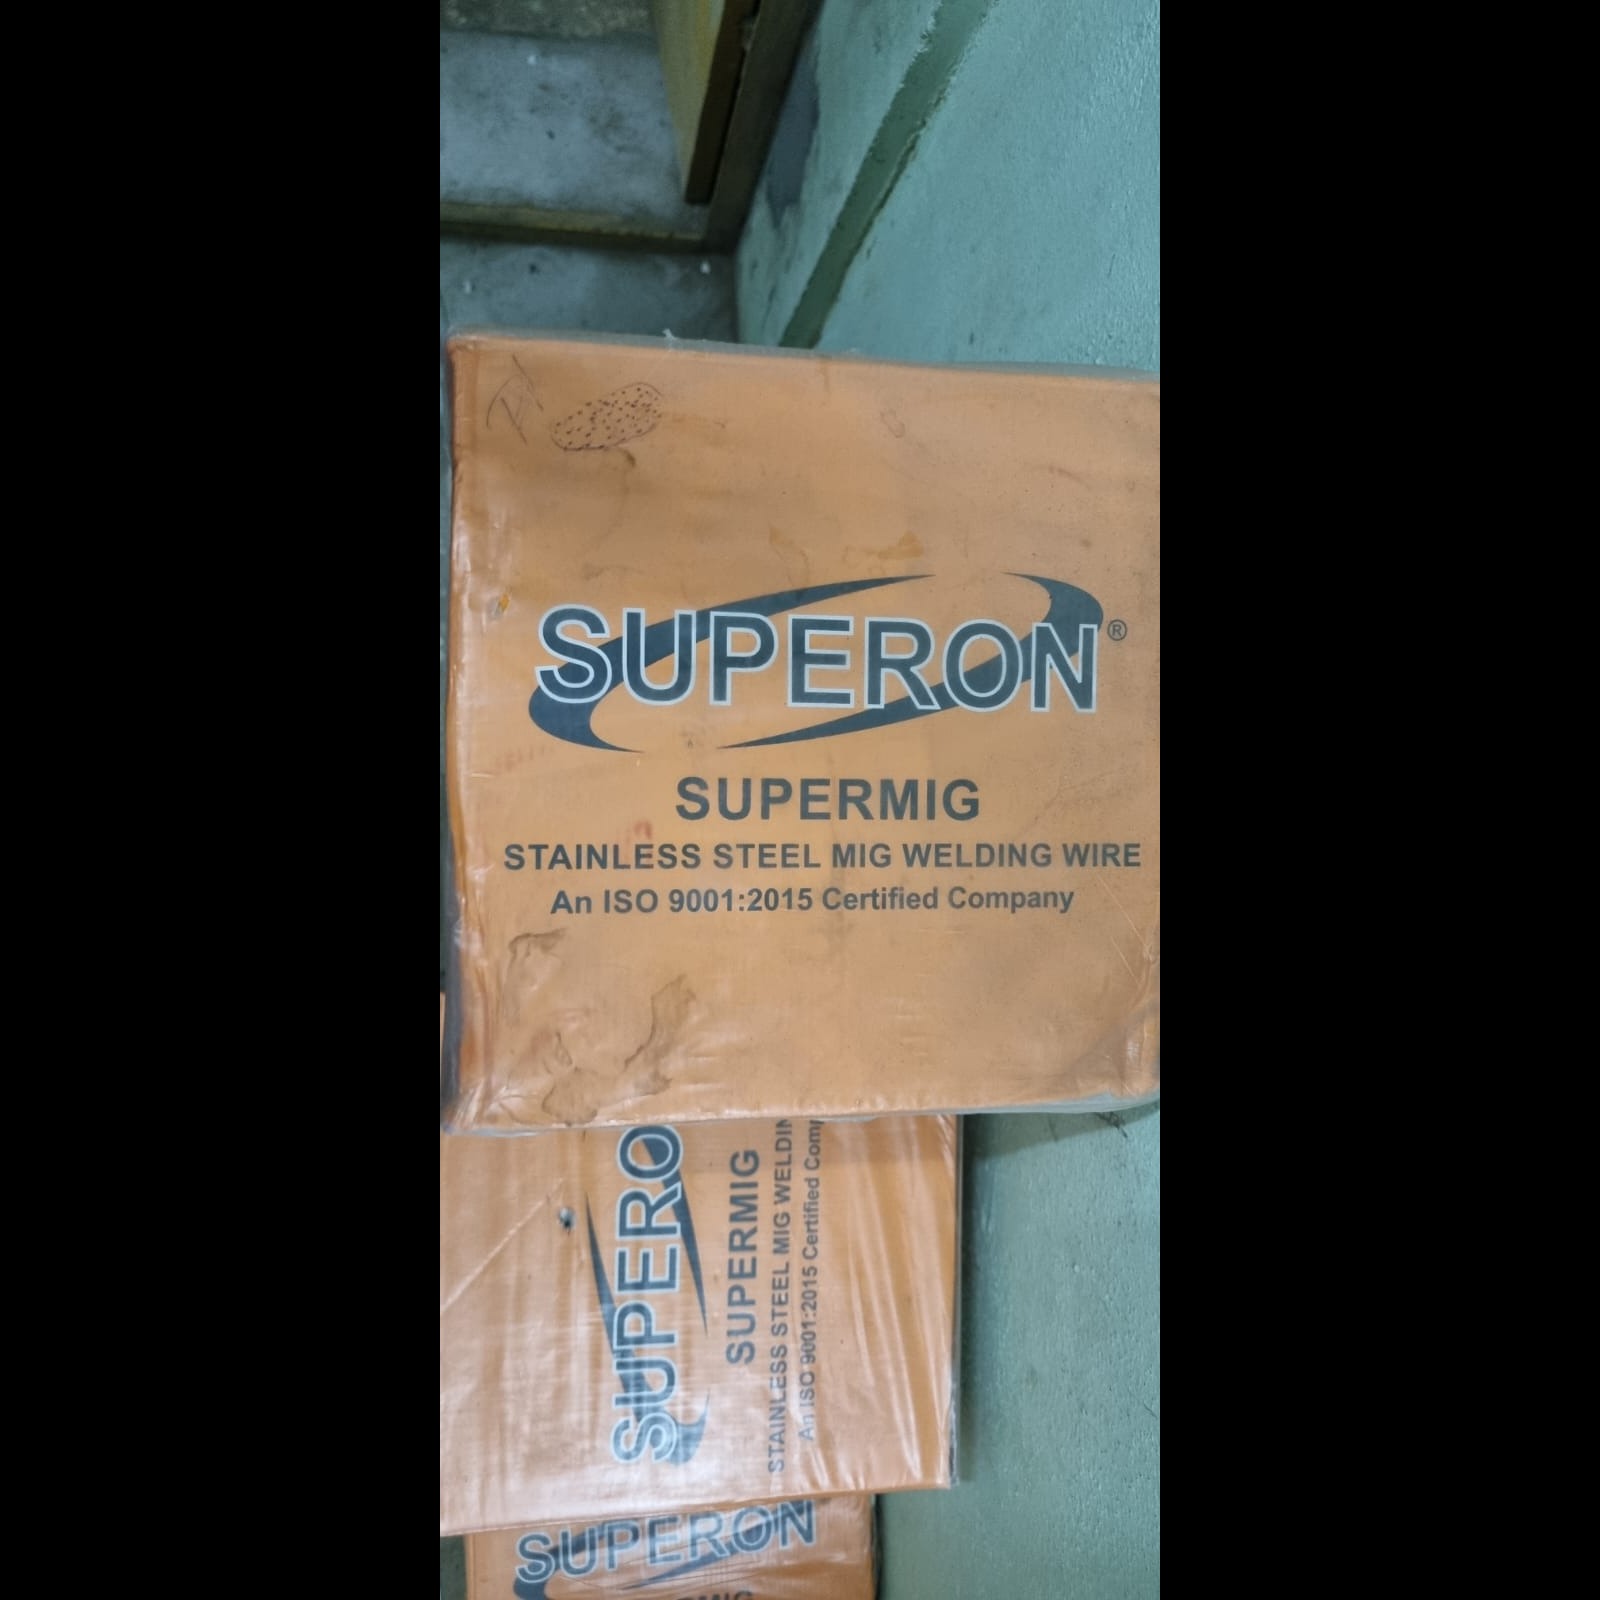 SUPERON®
SUPERMIG
STAINLESS STEEL MIG WELDING WIRE
An ISO 9001:2015 Certified Company
SUPERO
SUPERMIG
STAINLESS STEEL MIG WELDIN
An ISO 9001:2015 Certified Comp
SUPERON